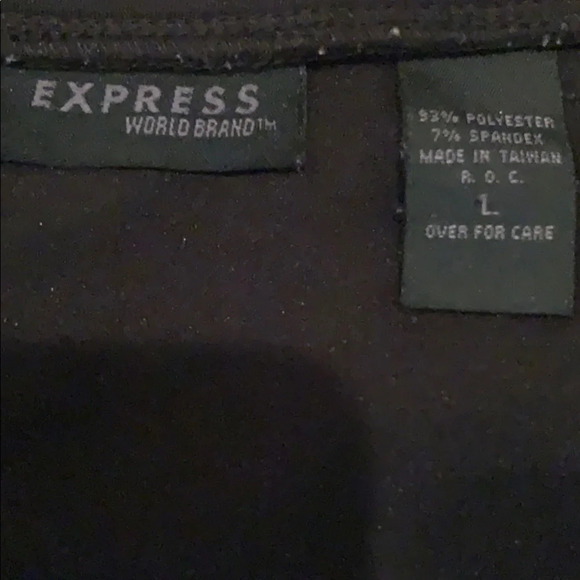 EXPRESS
WORLD BRAND™
93% POLYESTER
7% SPANDEX
MADE IN TAIWAN
R. O. C.
L
OVER FOR CARE